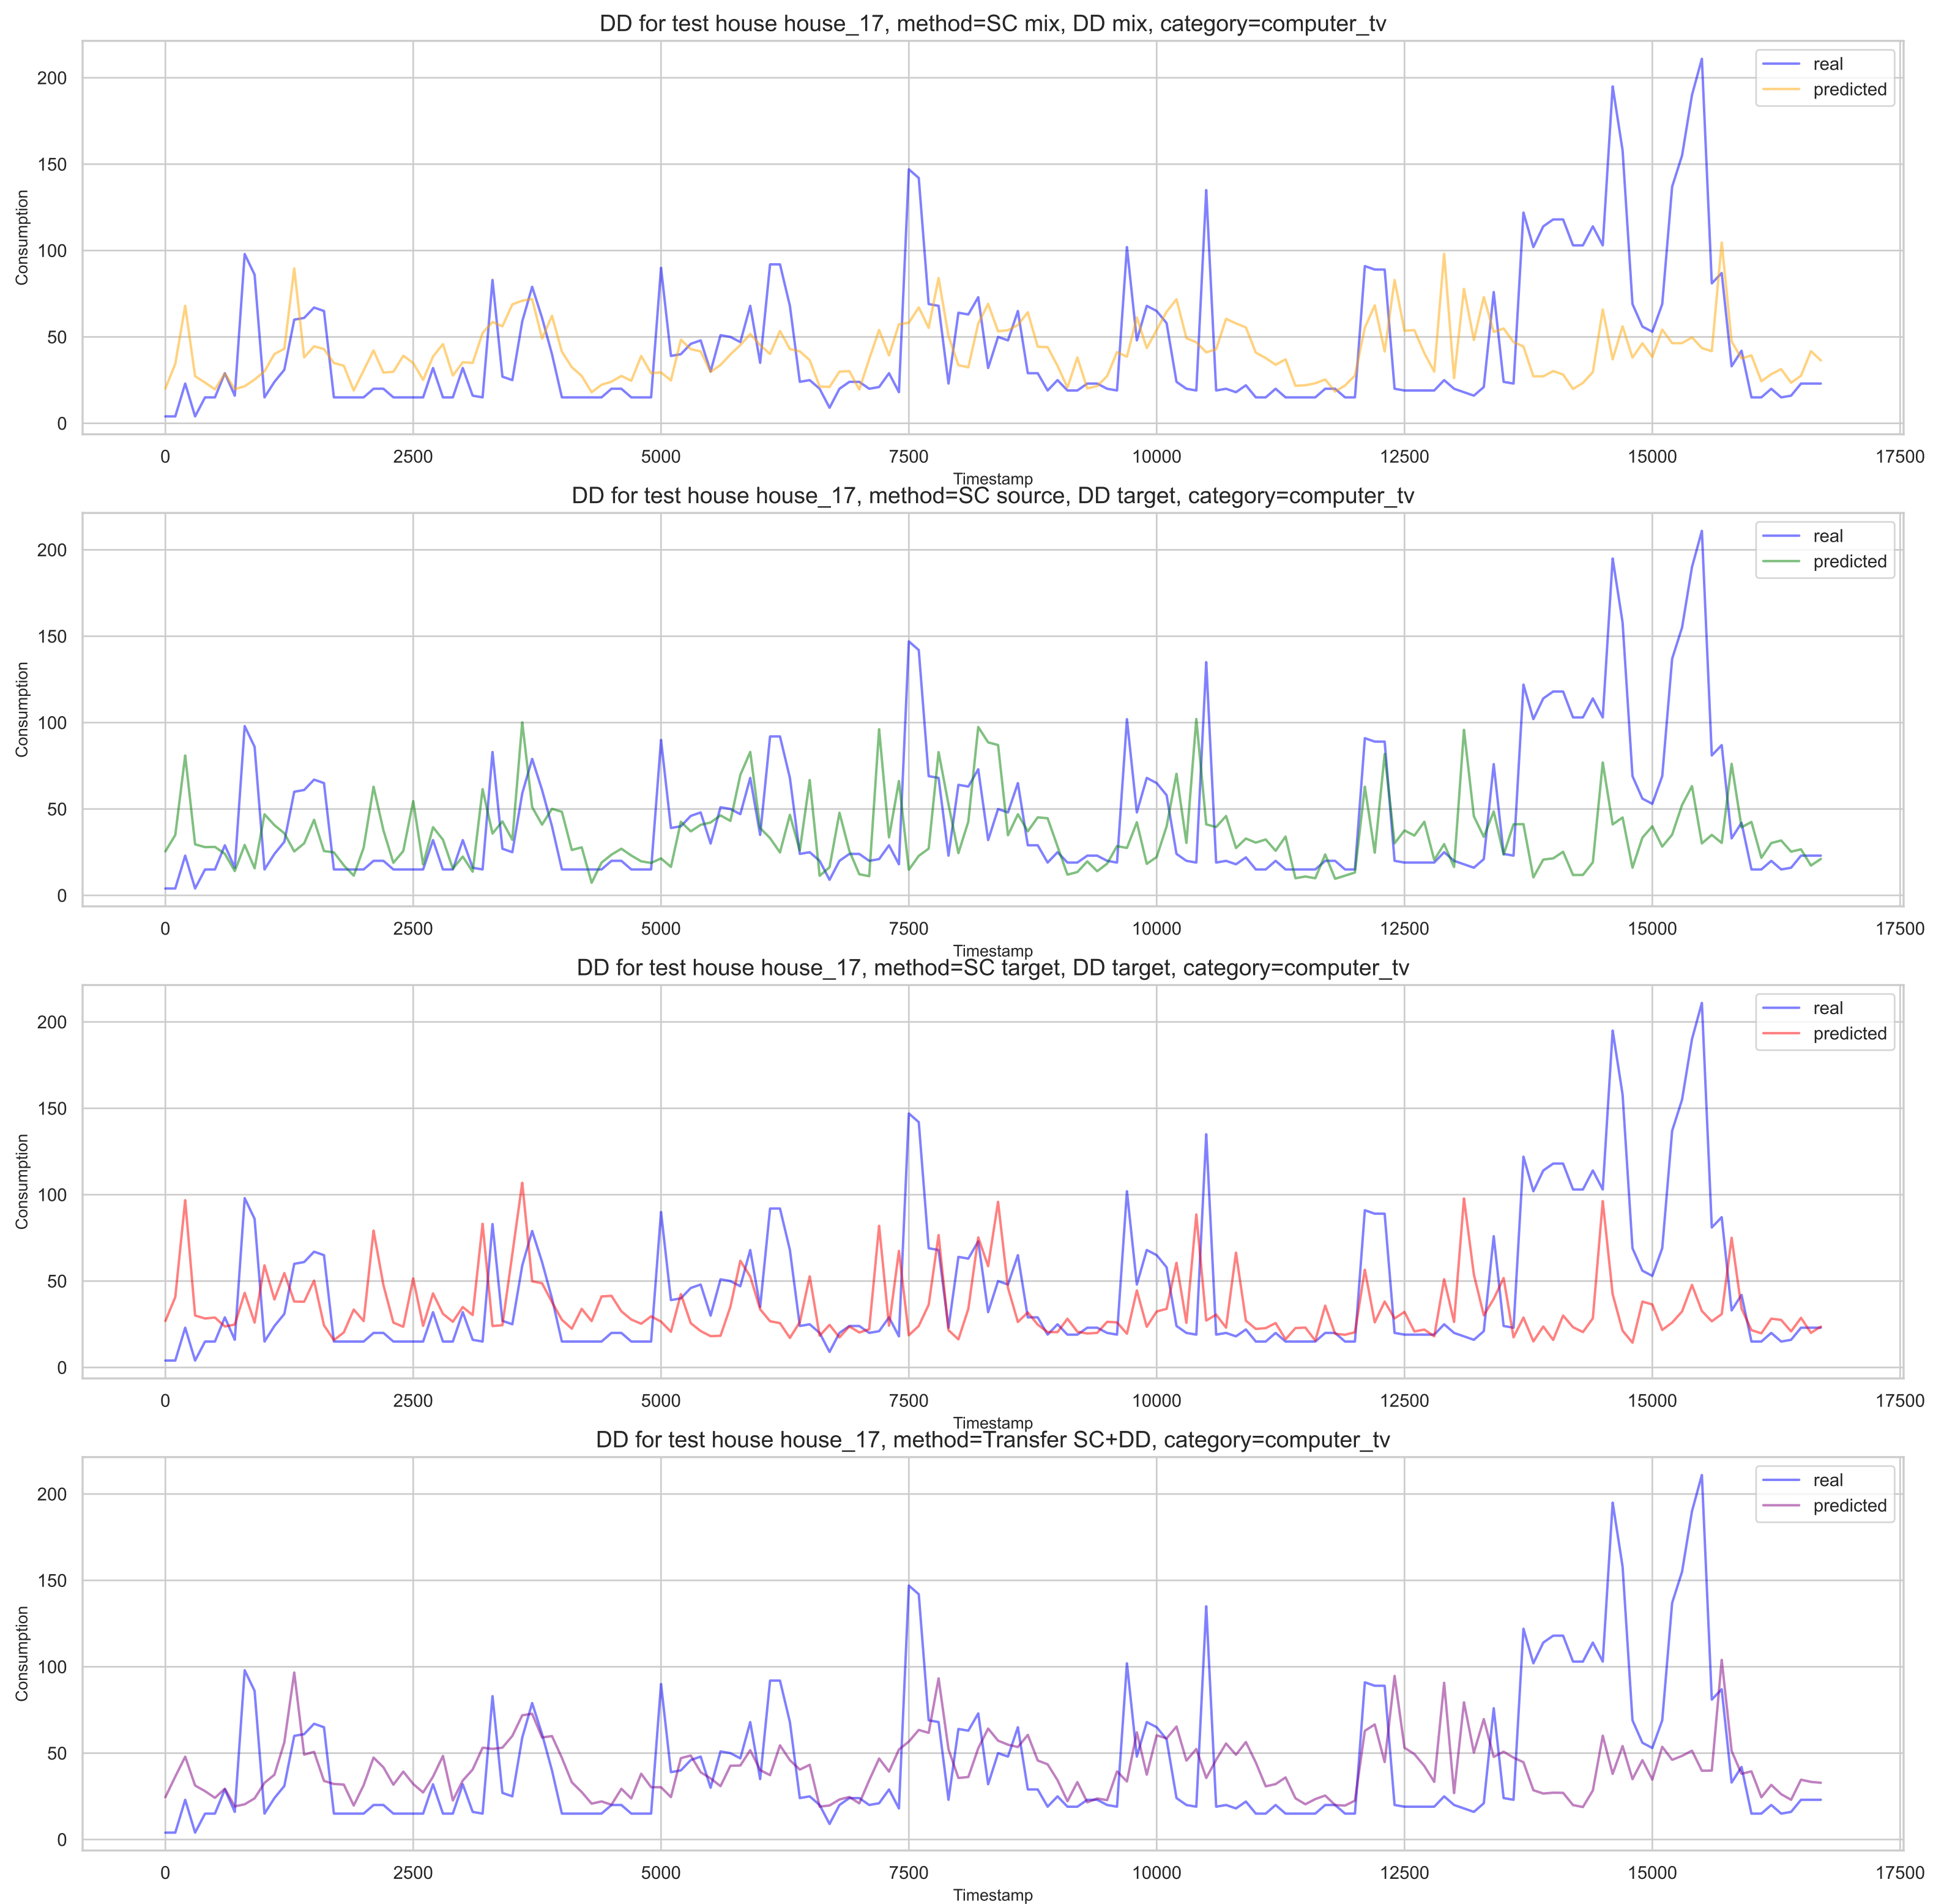 DD for test house house_17, method=SC mix, DD mix, category=computer_tv
real
predicted
200
150
100
50
0
Consumption
0 2500 5000 7500 10000 12500 15000 17500
Timestamp
DD for test house house_17, method=SC source, DD target, category=computer_tv
real
predicted
200
150
100
50
0
Consumption
0 2500 5000 7500 10000 12500 15000 17500
Timestamp
DD for test house house_17, method=SC target, DD target, category=computer_tv
real
predicted
200
150
100
50
0
Consumption
0 2500 5000 7500 10000 12500 15000 17500
Timestamp
DD for test house house_17, method=Transfer SC+DD, category=computer_tv
real
predicted
200
150
100
50
0
Consumption
0 2500 5000 7500 10000 12500 15000 17500
Timestamp